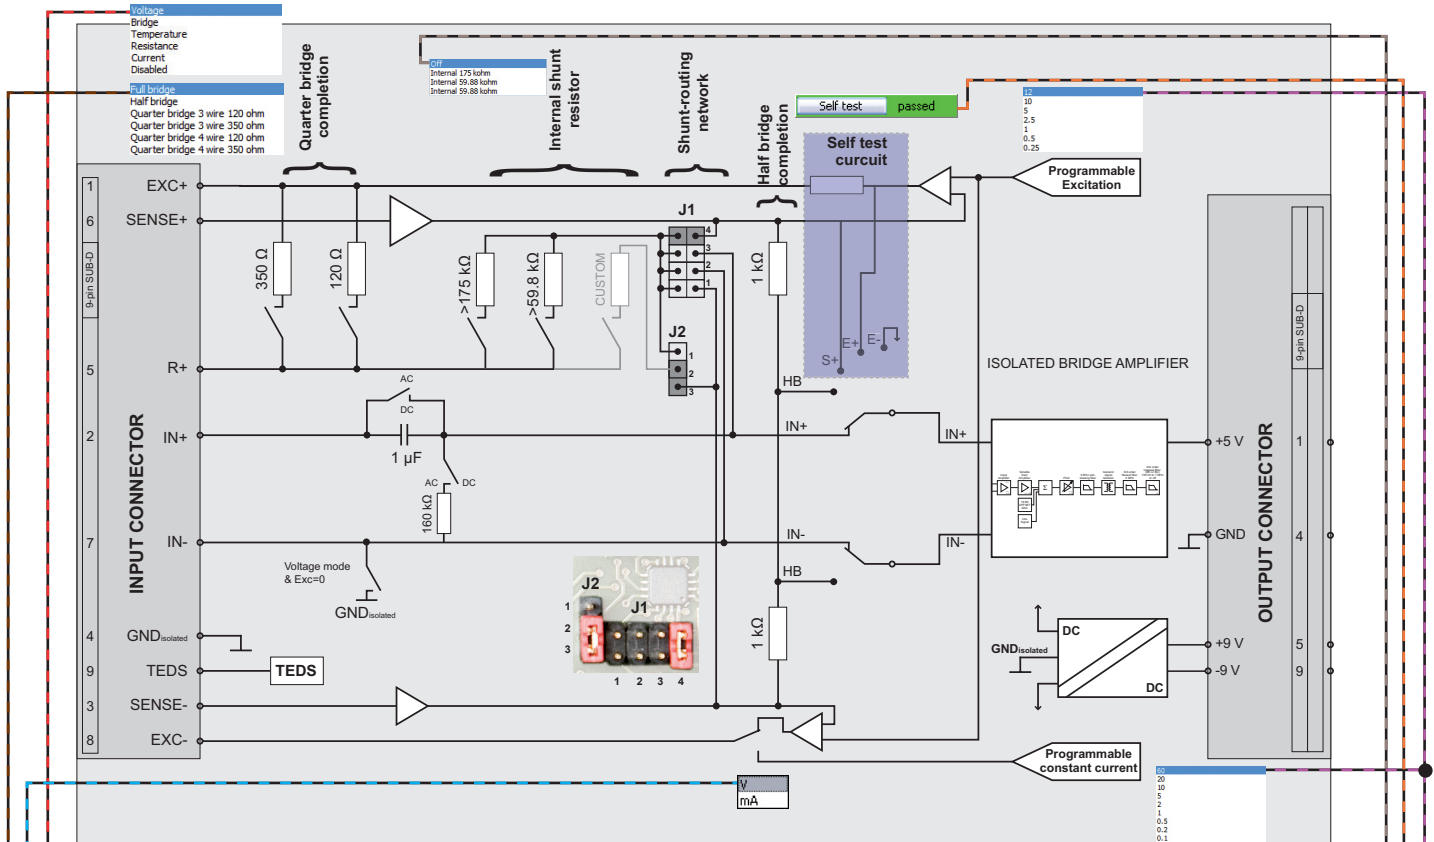 Voltage
Bridge
Temperature
Resistance
Current
Disabled
Full bridge
Half bridge
Quarter bridge 3 wire 120 ohm
Quarter bridge 3 wire 350 ohm
Quarter bridge 4 wire 120 ohm
Quarter bridge 4 wire 350 ohm
Quarter bridge
completion
Off
Internal 175 kohm
Internal 59.88 kohm
Internal 59.88 kohm
Internal shunt
resistor
Shunt-routing
network
Half bridge
completion
Self test
passed
Self test
curcuit
12
10
5
2.5
1
0.5
0.25
Programmable
Excitation
1
EXC+
6
SENSE+
9-pin SUB-D
5
R+
2
IN+
7
IN-
4
GNDisolated
9
TEDS
3
SENSE-
8
EXC-
INPUT CONNECTOR
350 Ω
120 Ω
>175 kΩ
>59.8 kΩ
CUSTOM
J1
4
3
2
1
J2
1
2
3
1 kΩ
S+
E+
E-
HB
AC
DC
1 µF
AC
DC
160 kΩ
IN+
IN+
IN-
IN-
HB
1 kΩ
Voltage mode
& Exc=0
GNDisolated
TEDS
J2
J1
1
2
3
1
2
3
4
ISOLATED BRIDGE AMPLIFIER
Σ
GNDisolated
DC
DC
9-pin SUB-D
OUTPUT CONNECTOR
+5 V
1
GND
4
+9 V
5
-9 V
9
Programmable
constant current
V
mA
60
20
10
5
2
1
0.5
0.2
0.1